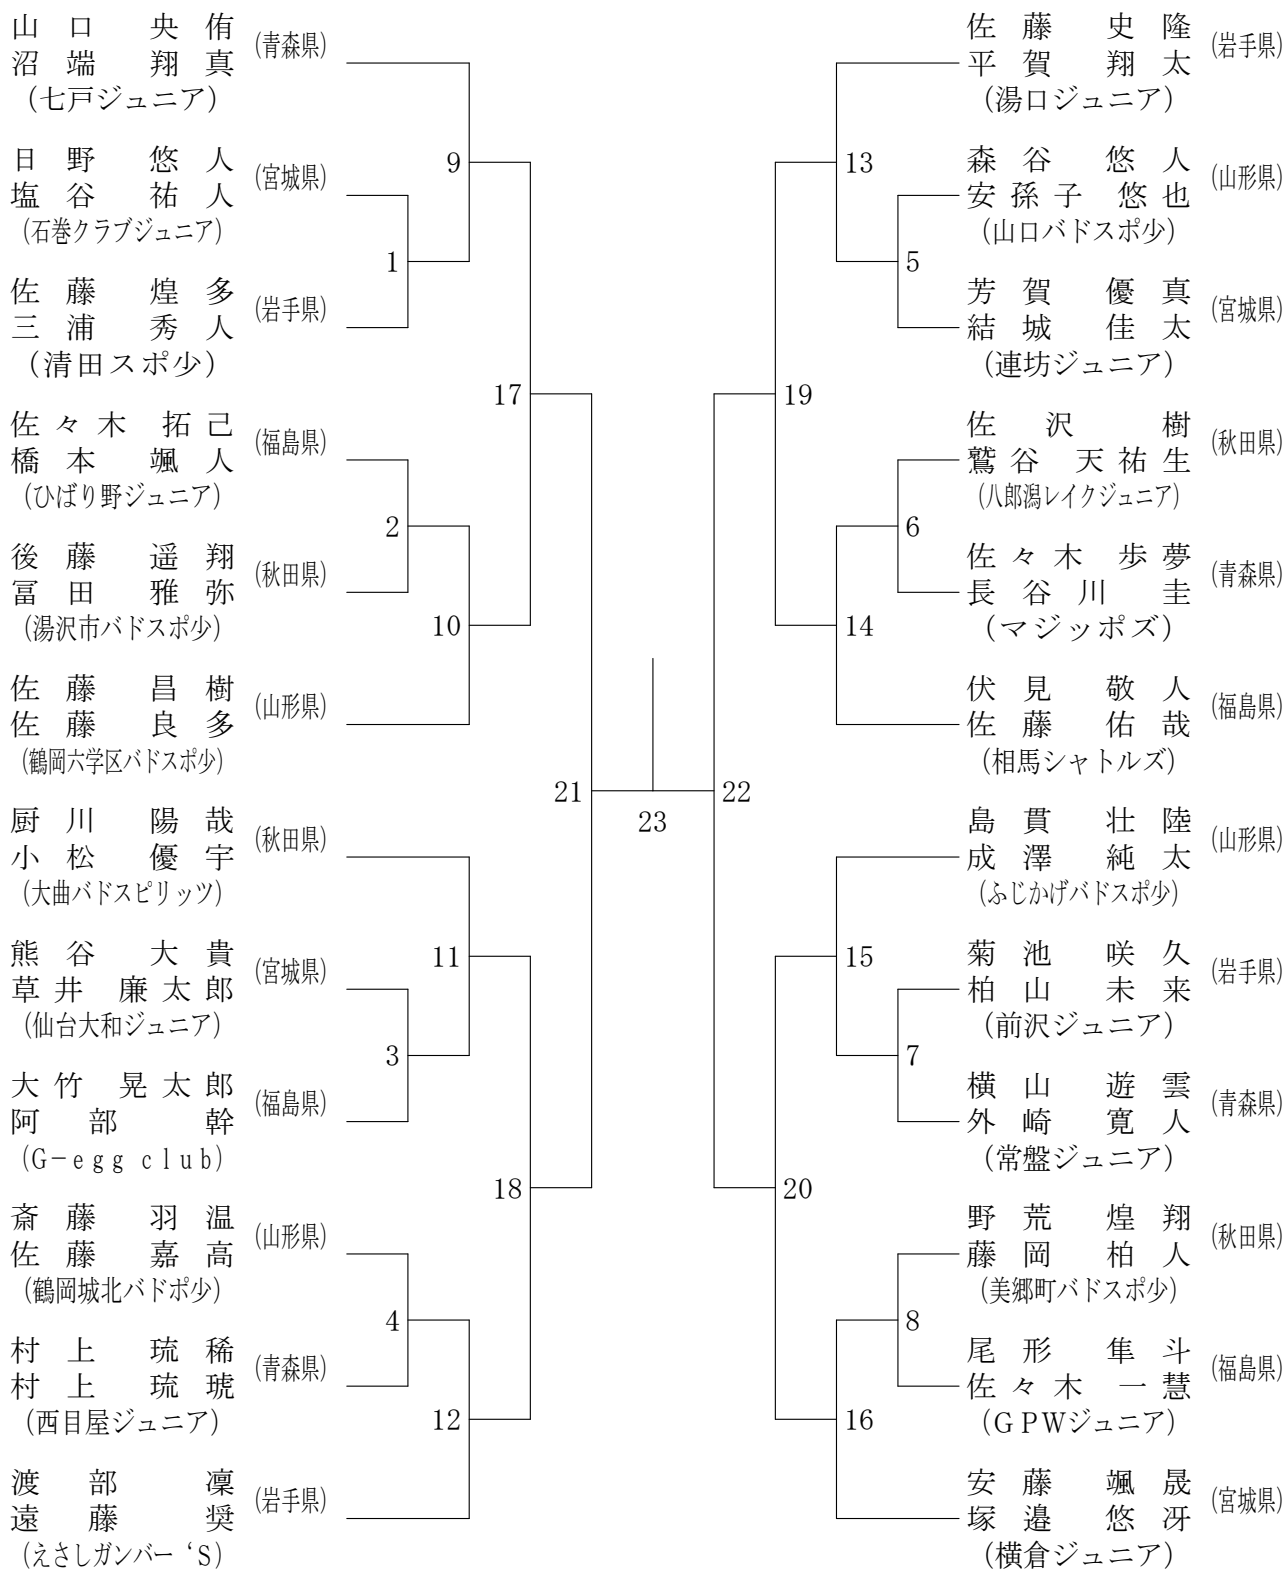 山口 央侑 (青森県)
沼端 翔真
(七戸ジュニア)
日野 悠人 (宮城県)
塩谷 祐人
(石巻クラブジュニア)
佐藤 煌多 (岩手県)
三浦 秀人
(清田スポ少)
佐々木 拓己 (福島県)
橋本 颯人
(ひばり野ジュニア)
後藤 遥翔 (秋田県)
冨田 雅弥
(湯沢市バドスポ少)
佐藤 昌樹 (山形県)
佐藤 良多
(鶴岡六学区バドスポ少)
厨川 陽哉 (秋田県)
小松 優宇
(大曲バドスピリッツ)
熊谷 大貴 (宮城県)
草井 廉太郎
(仙台大和ジュニア)
大竹 晃太郎 (福島県)
阿部 幹
(G-egg club)
斎藤 羽温 (山形県)
佐藤 嘉高
(鶴岡城北バドポ少)
村上 琉稀 (青森県)
村上 琉琥
(西目屋ジュニア)
渡部 凜 (岩手県)
遠藤 奨
(えさしガンバー‘S)
1
2
3
4
9
10
11
12
17
18
21
23
22
19
20
13
14
15
16
5
6
7
8
佐藤 史隆 (岩手県)
平賀 翔太
(湯口ジュニア)
森谷 悠人 (山形県)
安孫子 悠也
(山口バドスポ少)
芳賀 優真 (宮城県)
結城 佳太
(連坊ジュニア)
佐沢 樹 (秋田県)
鷲谷 天祐生
(八郎潟レイクジュニア)
佐々木 歩夢 (青森県)
長谷川 圭
(マジッポズ)
伏見 敬人 (福島県)
佐藤 佑哉
(相馬シャトルズ)
島貫 壮陸 (山形県)
成澤 純太
(ふじかげバドスポ少)
菊池 咲久 (岩手県)
柏山 未来
(前沢ジュニア)
横山 遊雲 (青森県)
外崎 寛人
(常盤ジュニア)
野荒 煌翔 (秋田県)
藤岡 柏人
(美郷町バドスポ少)
尾形 隼斗 (福島県)
佐々木 一慧
(GPWジュニア)
安藤 颯晟 (宮城県)
塚邉 悠冴
(横倉ジュニア)